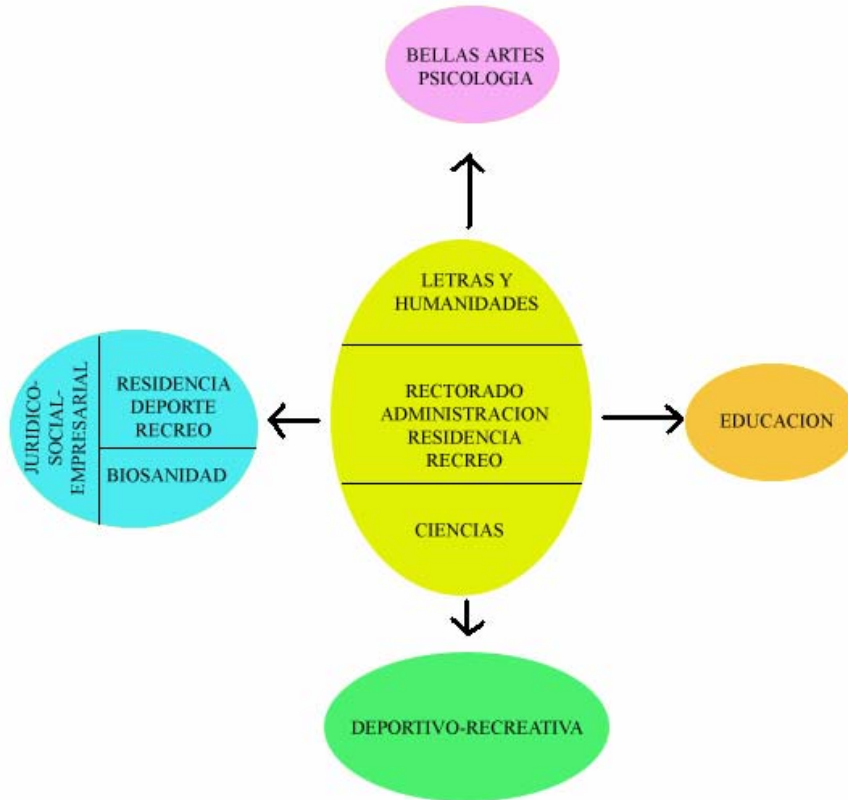 BELLAS ARTES
PSICOLOGIA
LETRAS Y
HUMANIDADES
JURIDICO-
SOCIAL-
EMPRESARIAL
RESIDENCIA
DEPORTE
RECREO
BIOSANIDAD
RECTORADO
ADMINISTRACION
RESIDENCIA
RECREO
EDUCACION
CIENCIAS
DEPORTIVO-RECREATIVA